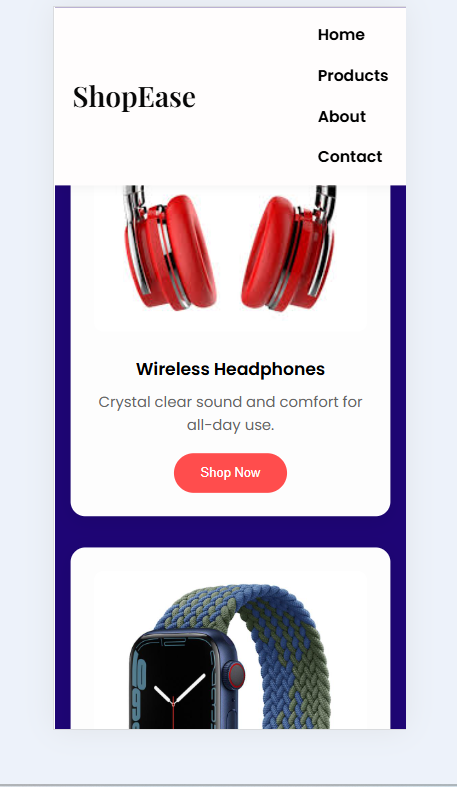 Home
Products
ShopEase
About
Contact
Wireless Headphones
Crystal clear sound and comfort for
all-day use.
Shop Now